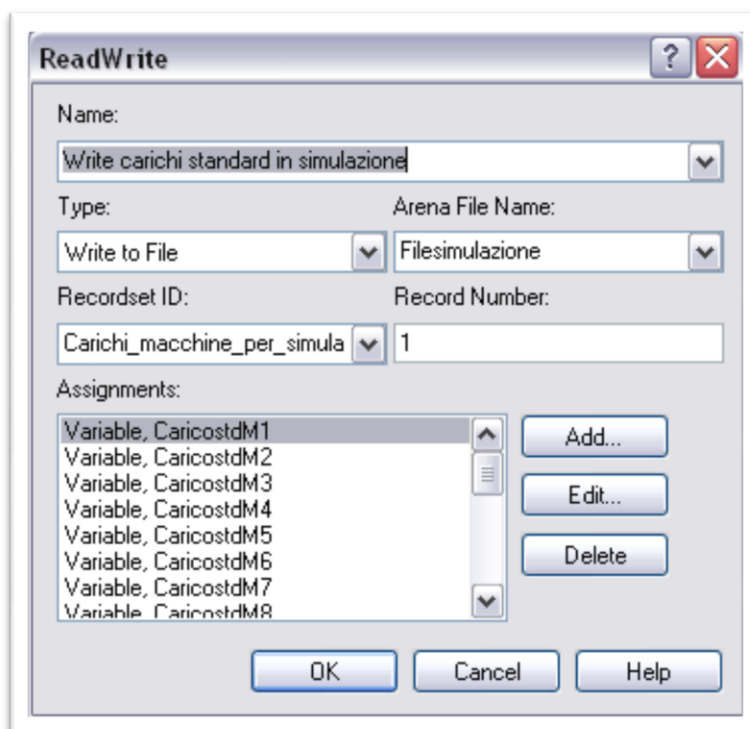 ReadWrite
Name:
Write carichi standard in simulazione
Type: Arena File Name:
Write to File Filesimulazione
Recordset ID: Record Number:
Carichi_macchine_per_simula 1
Assignments:
Variable, CaricostdM1
Variable, CaricostdM2
Variable, CaricostdM3
Variable, CaricostdM4
Variable, CaricostdM5
Variable, CaricostdM6
Variable, CaricostdM7
Variable, CaricostdM8
Add...
Edit...
Delete
OK Cancel Help